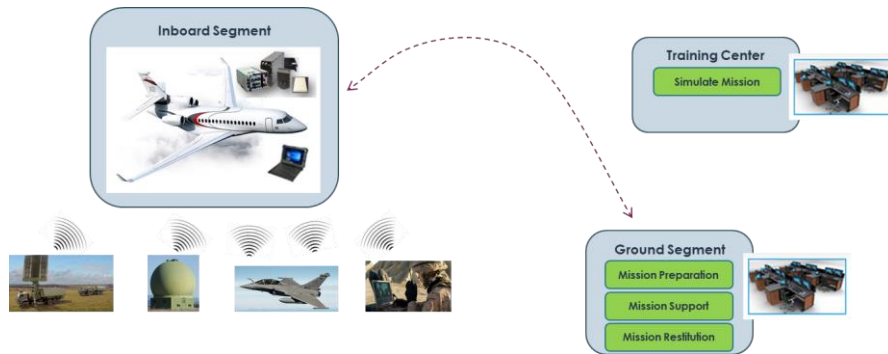 Inboard Segment
Training Center
Simulate Mission
Ground Segment
Mission Preparation
Mission Support
Mission Restitution